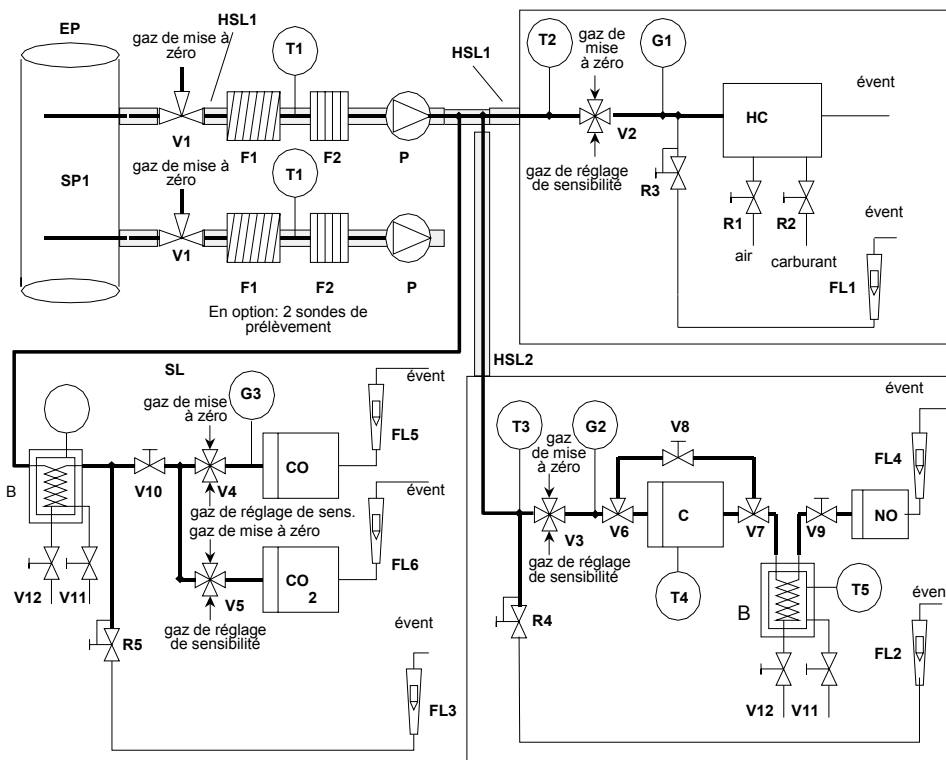 EP
gaz de mise à
zéro
HSL1
T1
V1
F1
F2
P
HSL1
SP1
gaz de mise à
zéro
T1
V1
F1
F2
P
En option: 2 sondes de
prélèvement
T2
gaz de
mise
à zéro
G1
V2
gaz de réglage
de sensibilité
HC
évent
R3
R1
air
R2
carburant
évent
FL1
HSL2
SL
gaz de mise
à zéro
G3
évent
FL5
B
V10
V4
CO
gaz de réglage de sens.
gaz de mise à zéro
évent
FL6
V12
V11
V5
CO
2
gaz de réglage
de sensibilité
R5
évent
FL3
T3
gaz
de mise
à zéro
G2
V8
évent
FL4
V3
V6
C
V7
V9
NO
gaz de réglage
de sensibilité
T4
B
T5
R4
évent
FL2
V12
V11